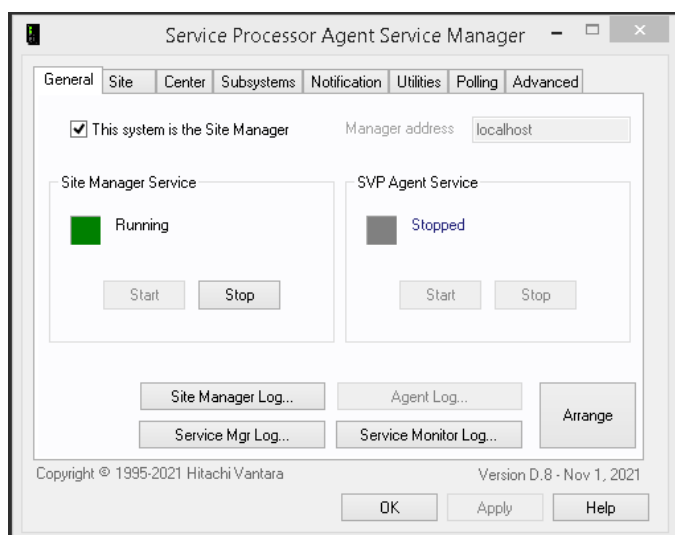 Service Processor Agent Service Manager
General Site Center Subsystems Notification Utilities Polling Advanced
This system is the Site Manager Manager address localhost
Site Manager Service SVP Agent Service
Running Stopped
Start Stop Start Stop
Site Manager Log... Agent Log...
Arrange
Service Mgr Log... Service Monitor Log...
Copyright © 1995-2021 Hitachi Vantara Version D.8 - Nov 1, 2021
OK Apply Help